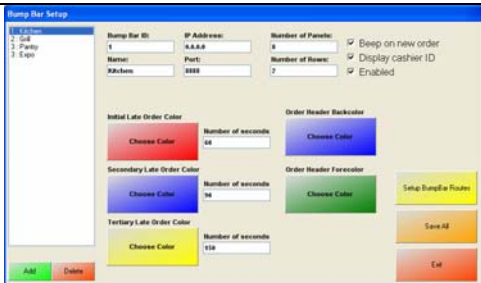 Bump Bar Setup
1 : Kitchen
2 : Grill
3 : Pantry
3 : Expo
Bump Bar ID:
IP Address:
Number of Panels:
1
0.0.0.0
8
Name:
Port:
Number of Rows:
Kitchen
8888
2
Beep on new order
Display cashier ID
Enabled
Initial Late Order Color
Choose Color
Number of seconds
60
Order Header Backcolor
Choose Color
Secondary Late Order Color
Choose Color
Number of seconds
90
Order Header Forecolor
Choose Color
Tertiary Late Order Color
Choose Color
Number of seconds
150
Setup BumpBar Routes
Save All
Exit
Add
Delete